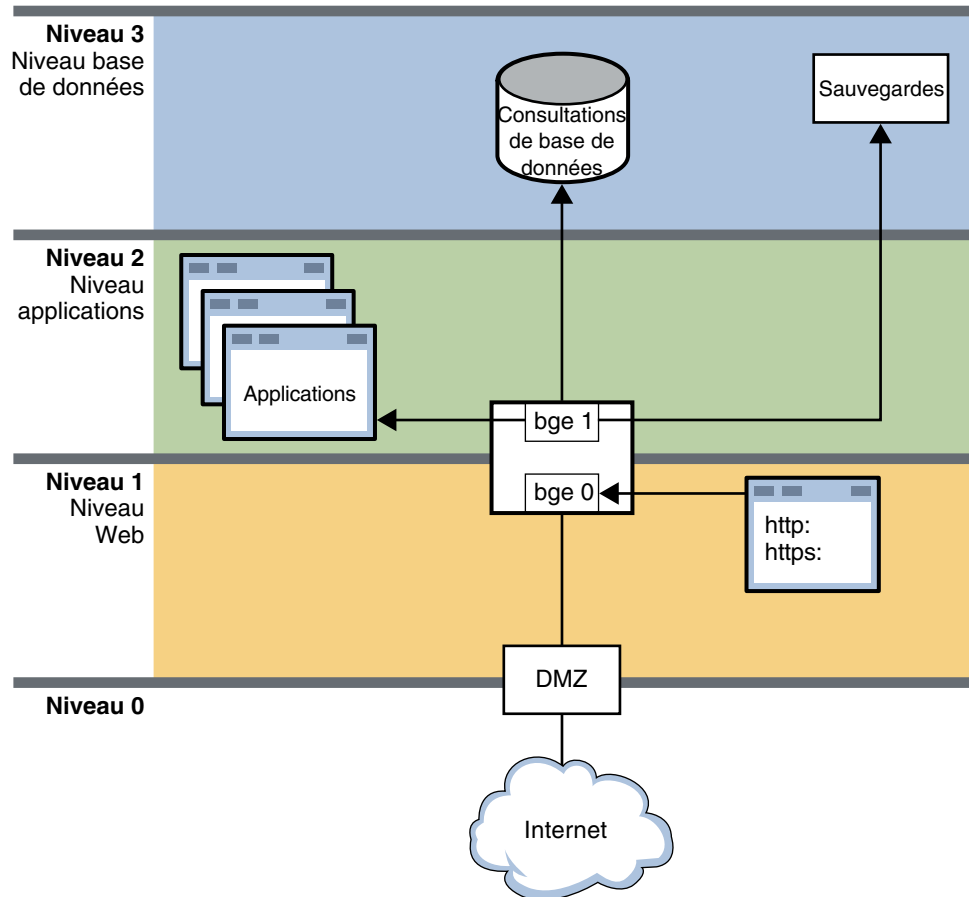 Niveau 3
Niveau base
de données
Consultations
de base de
données
Sauvegardes
Niveau 2
Niveau
applications
Applications
bge 1
Niveau 1
Niveau
Web
bge 0
http:
https:
DMZ
Niveau 0
Internet